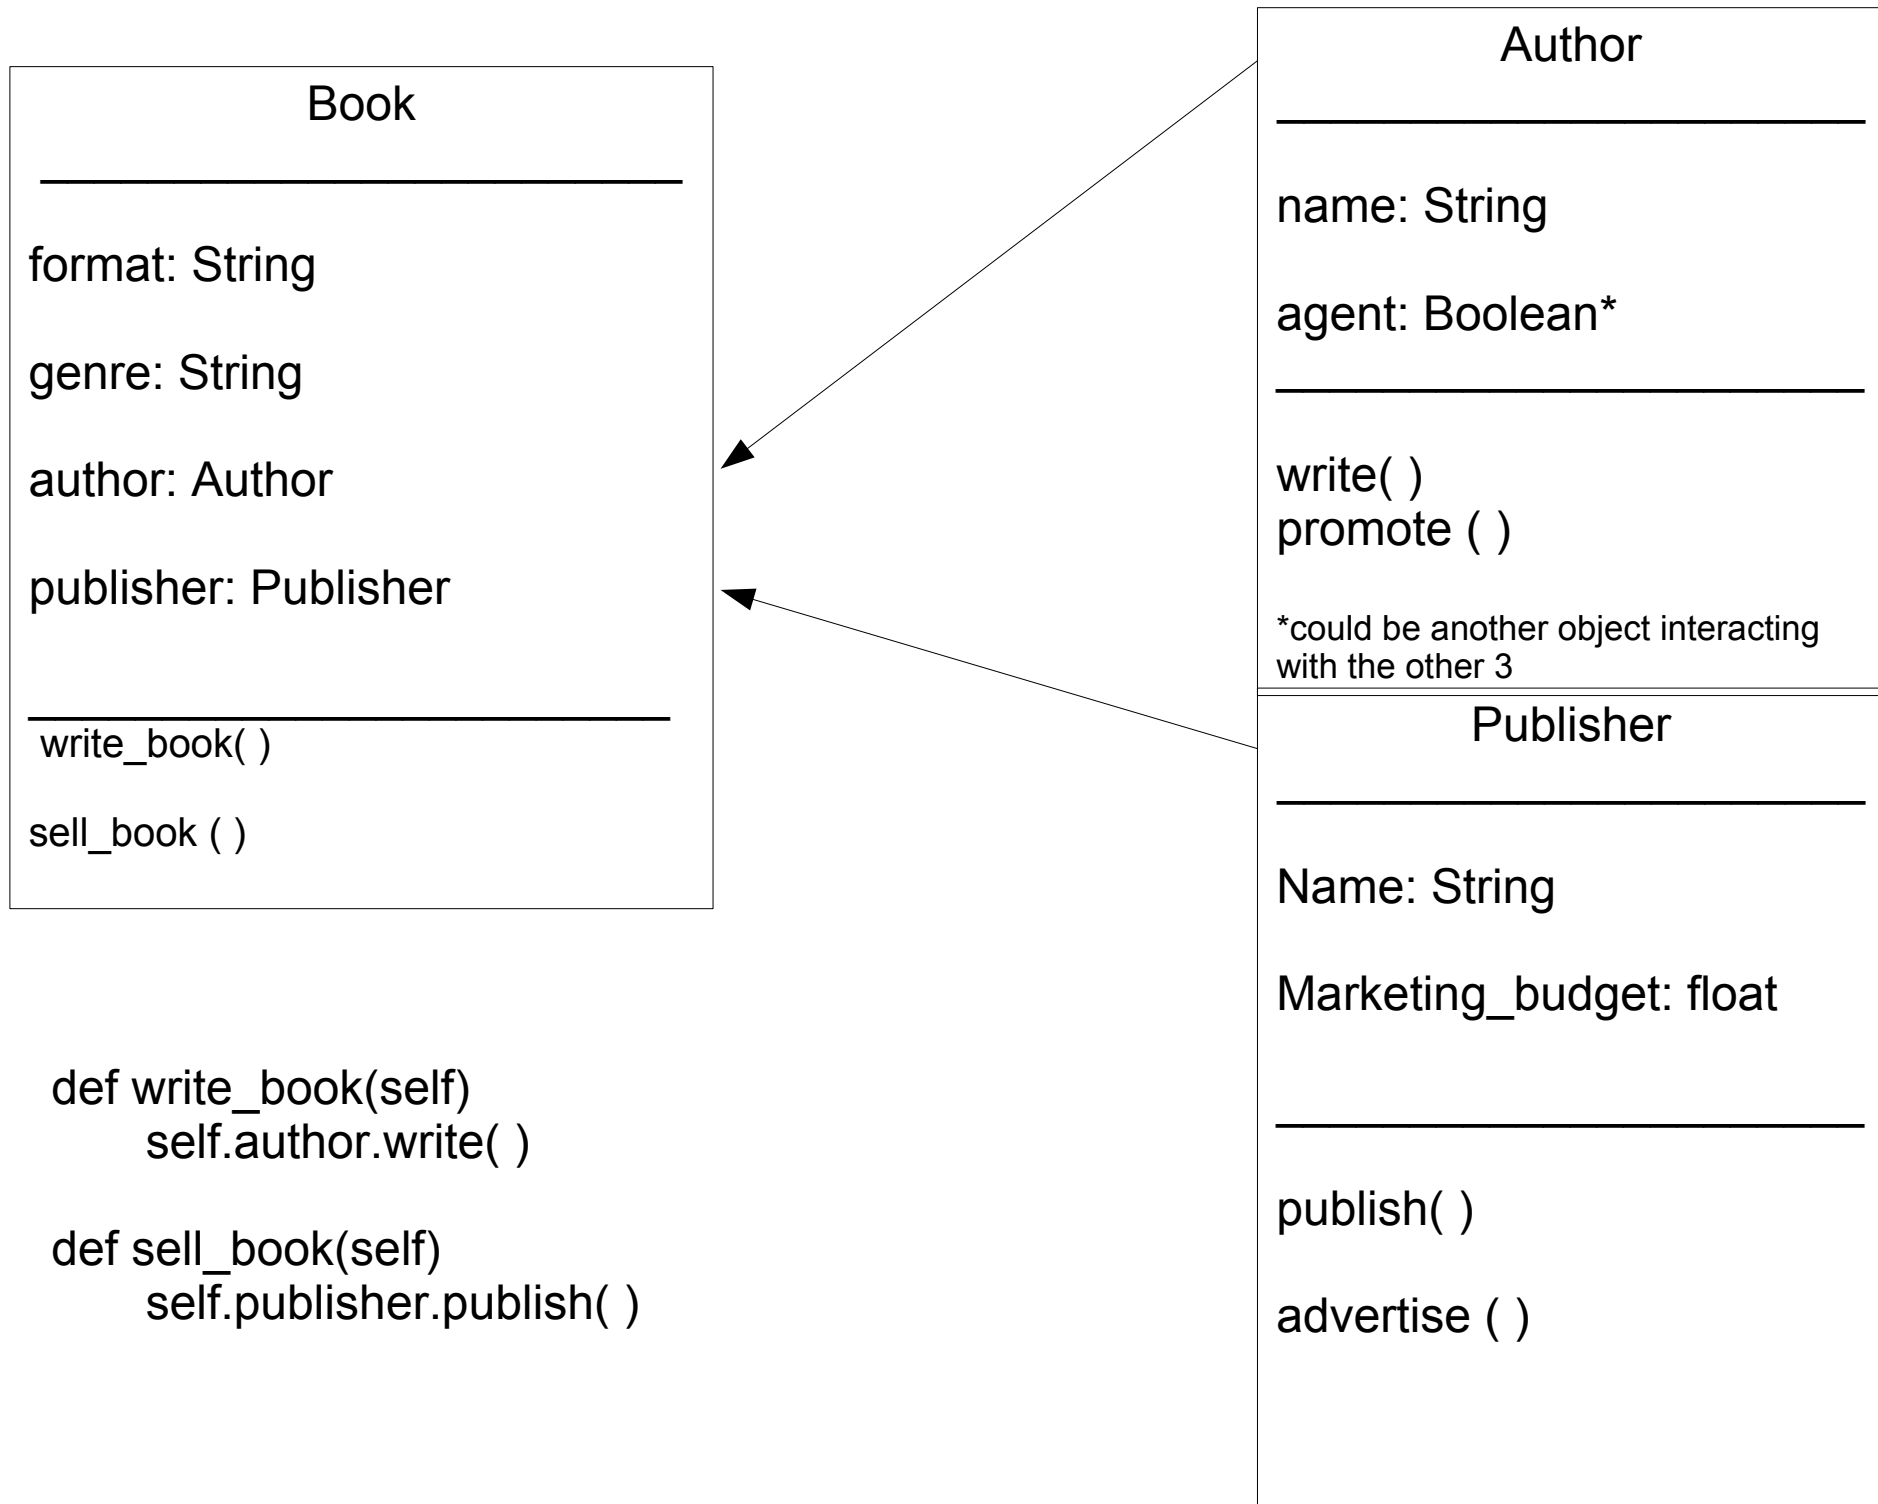 Book
format: String
genre: String
author: Author
publisher: Publisher
write_book( )
sell_book ( )
def write_book(self)
self.author.write( )
def sell_book(self)
self.publisher.publish( )
Author
name: String
agent: Boolean*
write( )
promote ( )
*could be another object interacting
with the other 3
Publisher
Name: String
Marketing_budget: float
publish( )
advertise ( )